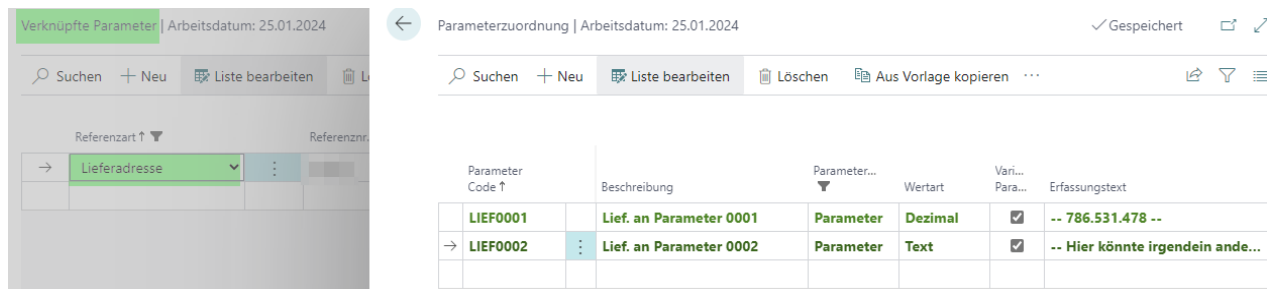 Verknüpfte Parameter | Arbeitsdatum: 25.01.2024
Suchen + Neu Liste bearbeiten
Referenzart ↑ Referenznr.
→ Lieferadresse
Parameterzuordnung | Arbeitsdatum: 25.01.2024 ✓ Gespeichert
Suchen + Neu Liste bearbeiten Löschen Aus Vorlage kopieren ···
Parameter Code ↑ Beschreibung Parameter... Wertart Vari... Para... Erfassungstext
LIEF0001 Lief. an Parameter 0001 Parameter Dezimal -- 786.531.478 --
→ LIEF0002 Lief. an Parameter 0002 Parameter Text -- Hier könnte irgendein ande...